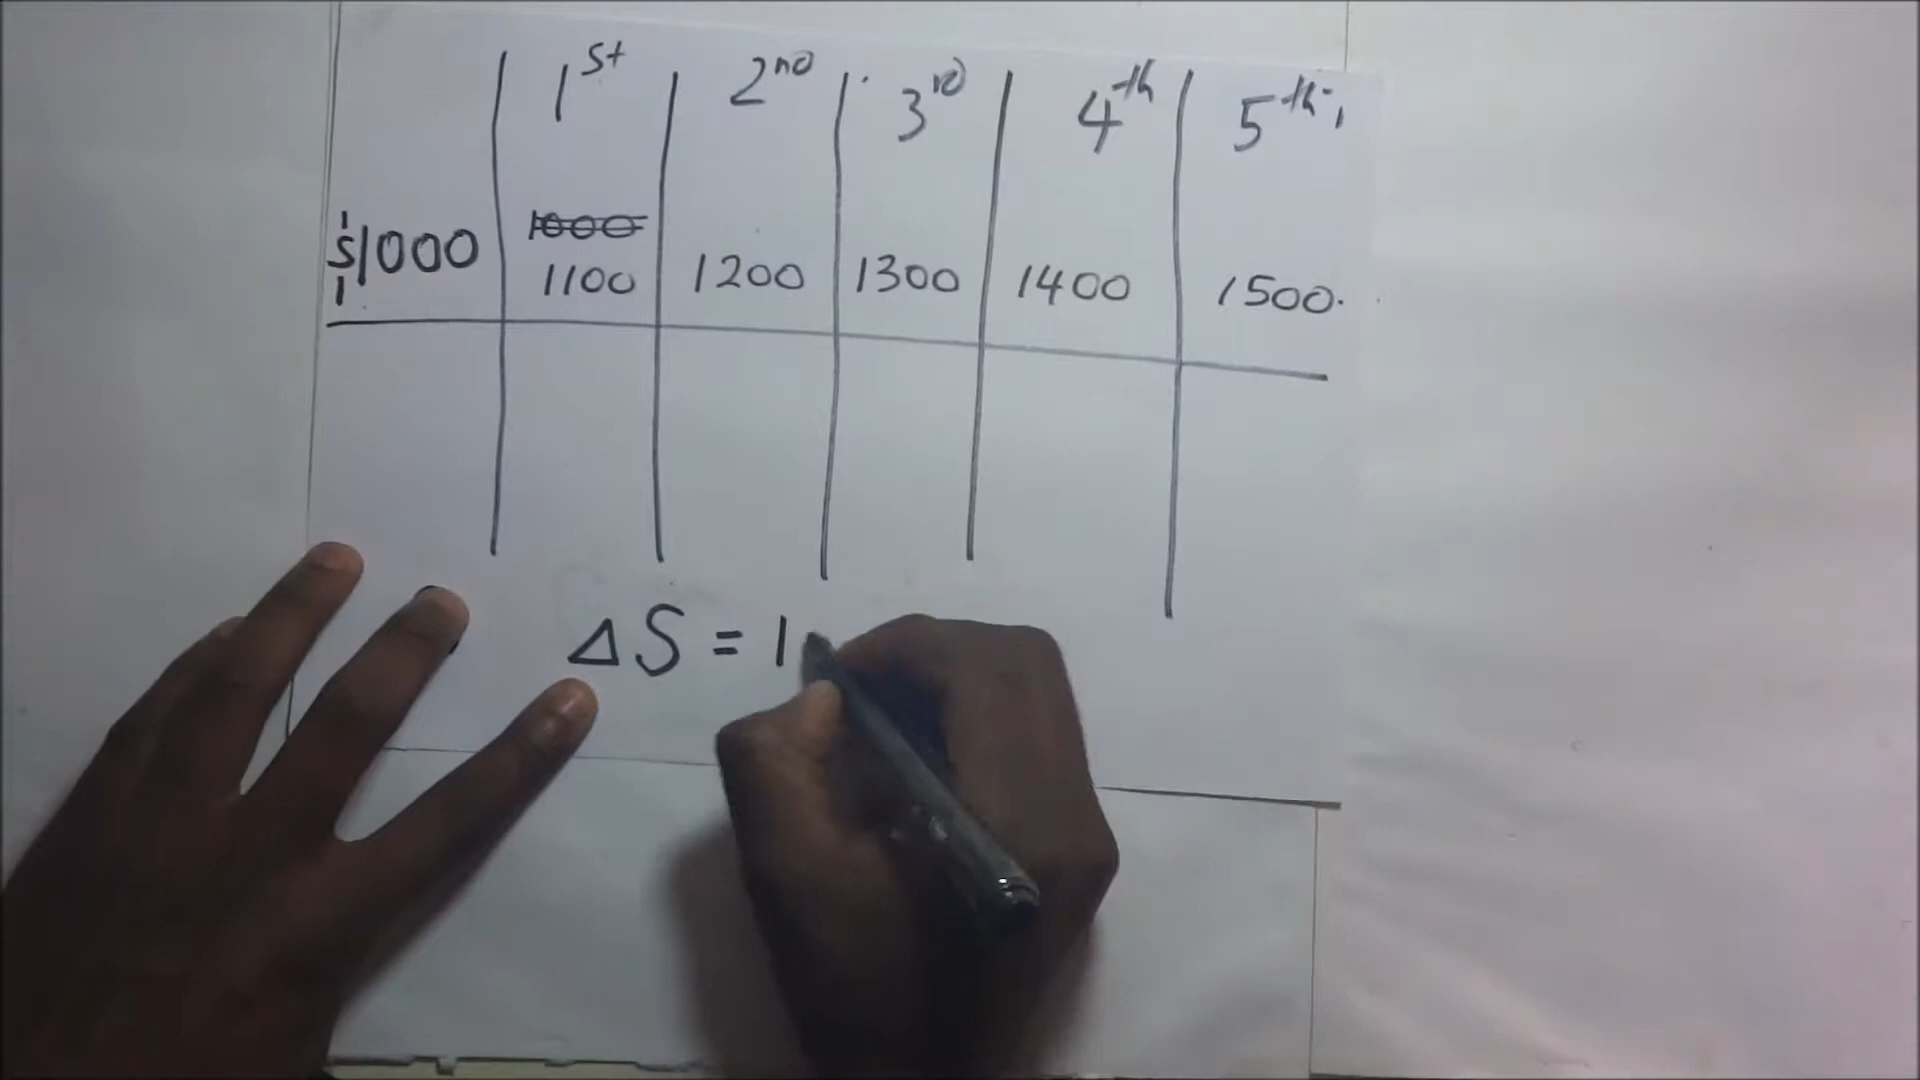 1st 2nd 3rd 4th 5th
$1000 1000
1100 1200 1300 1400 1500.
ΔS = 1